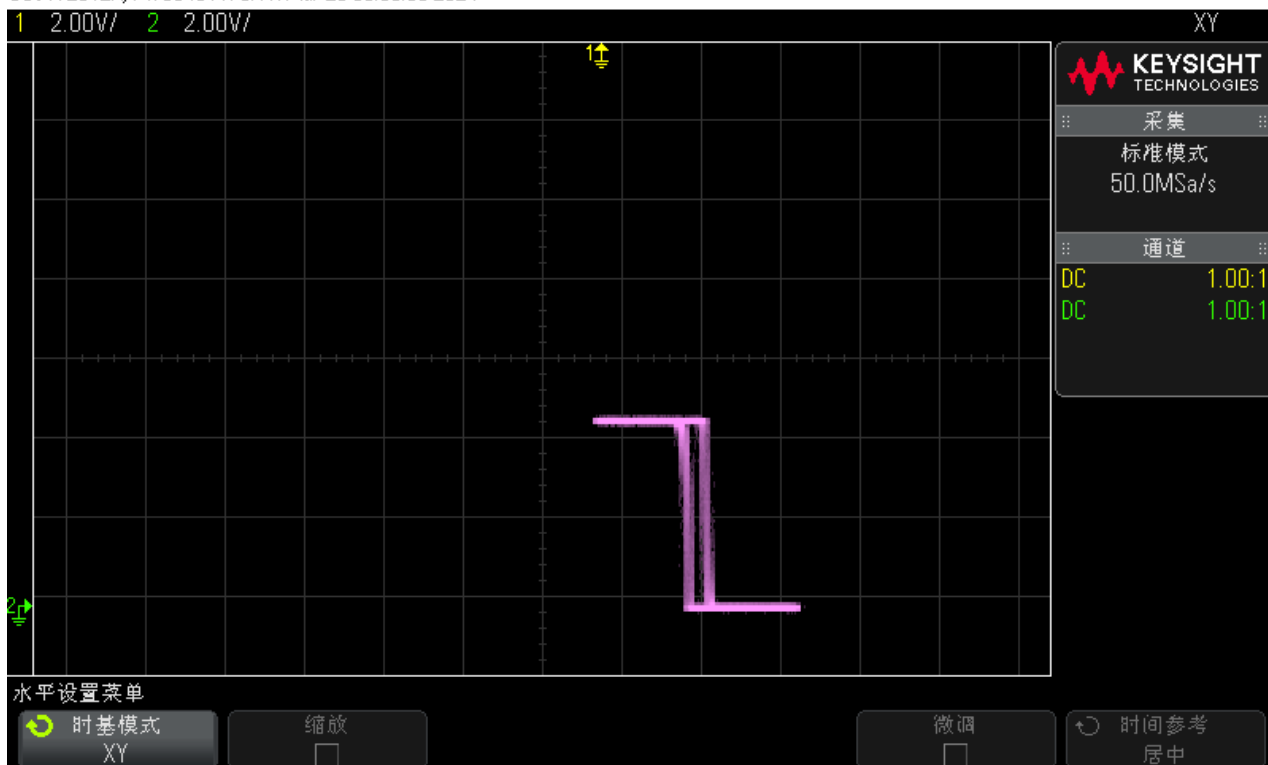 1 2.00V/ 2 2.00V/ XY
1
KEYSIGHT
TECHNOLOGIES
采集
标准模式
50.0MSa/s
通道
DC 1.00:1
DC 1.00:1
2
水平设置菜单
时基模式 缩放 微调 时间参考
XY 居中